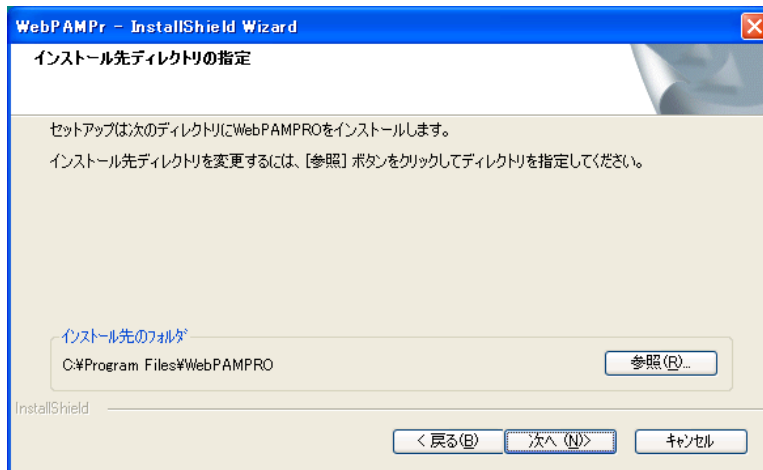 WebPAMPr - InstallShield Wizard
インストール先ディレクトリの指定
セットアップは次のディレクトリにWebPAMPROをインストールします。
インストール先ディレクトリを変更するには、[参照] ボタンをクリックしてディレクトリを指定してください。
インストール先のフォルダ
C:¥Program Files¥WebPAMPRO
参照(R)...
InstallShield
< 戻る(B)
次へ (N)>
キャンセル